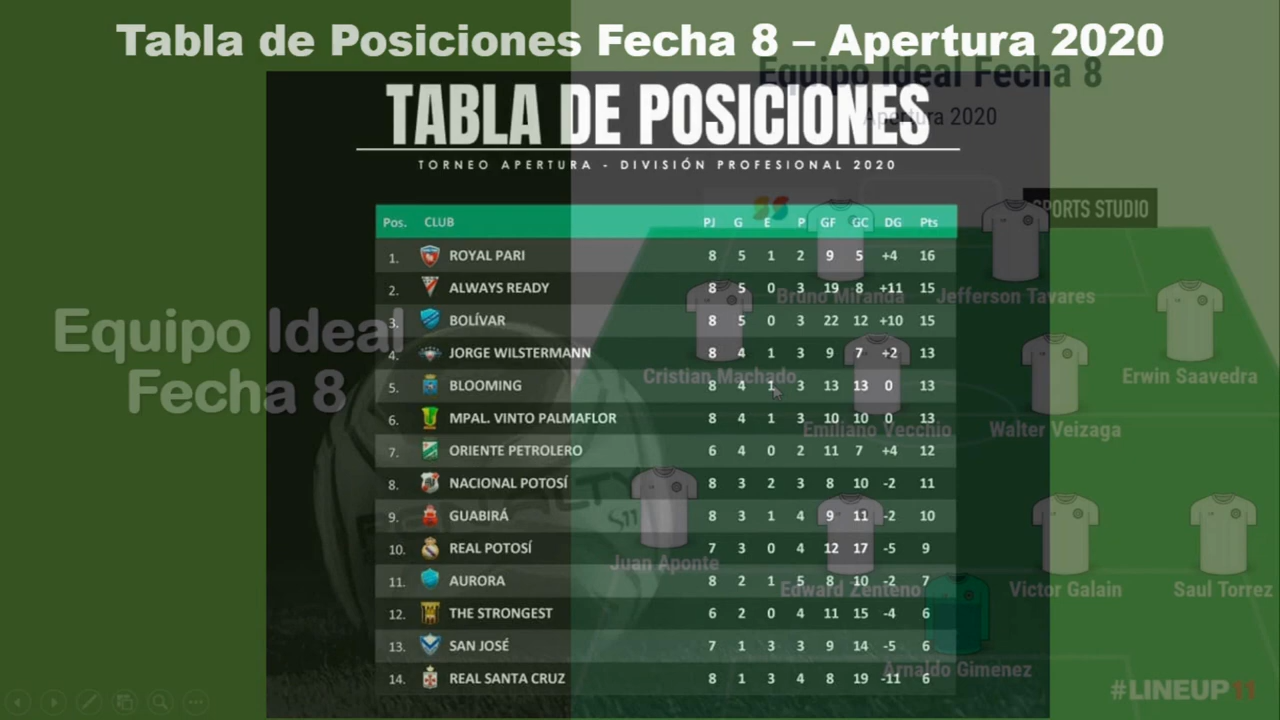 Tabla de Posiciones Fecha 8 – Apertura 2020
Equipo Ideal Fecha 8
Apertura 2020
TABLA DE POSICIONES
TORNEO APERTURA - DIVISIÓN PROFESIONAL 2020
SPORTS STUDIO
Pos. CLUB PJ G E P GF GC DG Pts
1. ROYAL PARI 8 5 1 2 9 5 +4 16
2. ALWAYS READY 8 5 0 3 19 8 +11 15
3. BOLÍVAR 8 5 0 3 22 12 +10 15
4. JORGE WILSTERMANN 8 4 1 3 9 7 +2 13
5. BLOOMING 8 4 1 3 13 13 0 13
6. MPAL. VINTO PALMAFLOR 8 4 1 3 10 10 0 13
7. ORIENTE PETROLERO 6 4 0 2 11 7 +4 12
8. NACIONAL POTOSÍ 8 3 2 3 8 10 -2 11
9. GUABIRÁ 8 3 1 4 9 11 -2 10
10. REAL POTOSÍ 7 3 0 4 12 17 -5 9
11. AURORA 8 2 1 5 8 10 -2 7
12. THE STRONGEST 6 2 0 4 11 15 -4 6
13. SAN JOSÉ 7 1 3 3 9 14 -5 6
14. REAL SANTA CRUZ 8 1 3 4 8 19 -11 6
Equipo Ideal
Fecha 8
Bruno Miranda
Jefferson Tavares
Cristian Machado
Erwin Saavedra
Emiliano Vecchio
Walter Veizaga
PENALTY
S11
Juan Aponte
Edward Zenteno
Victor Galain
Saul Torrez
Arnaldo Gimenez
#LINEUP11